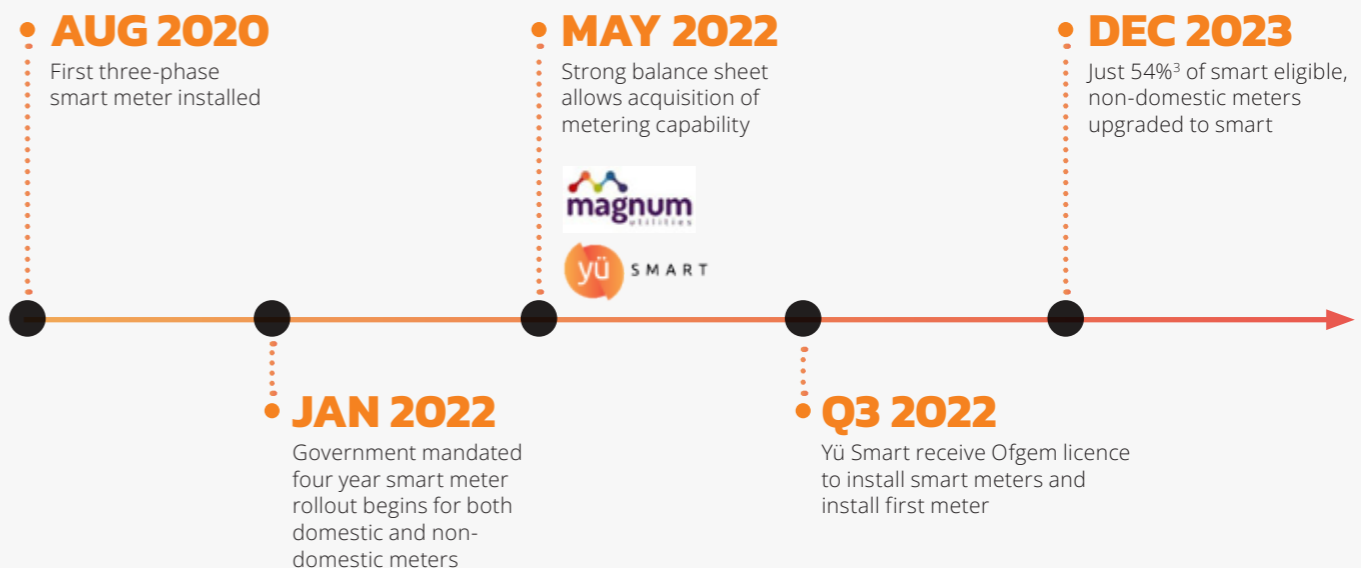 AUG 2020
First three-phase
smart meter installed
MAY 2022
Strong balance sheet
allows acquisition of
metering capability
magnum
utilities
yü SMART
DEC 2023
Just 54%³ of smart eligible,
non-domestic meters
upgraded to smart
JAN 2022
Government mandated
four year smart meter
rollout begins for both
domestic and non-
domestic meters
Q3 2022
Yü Smart receive Ofgem licence
to install smart meters and
install first meter